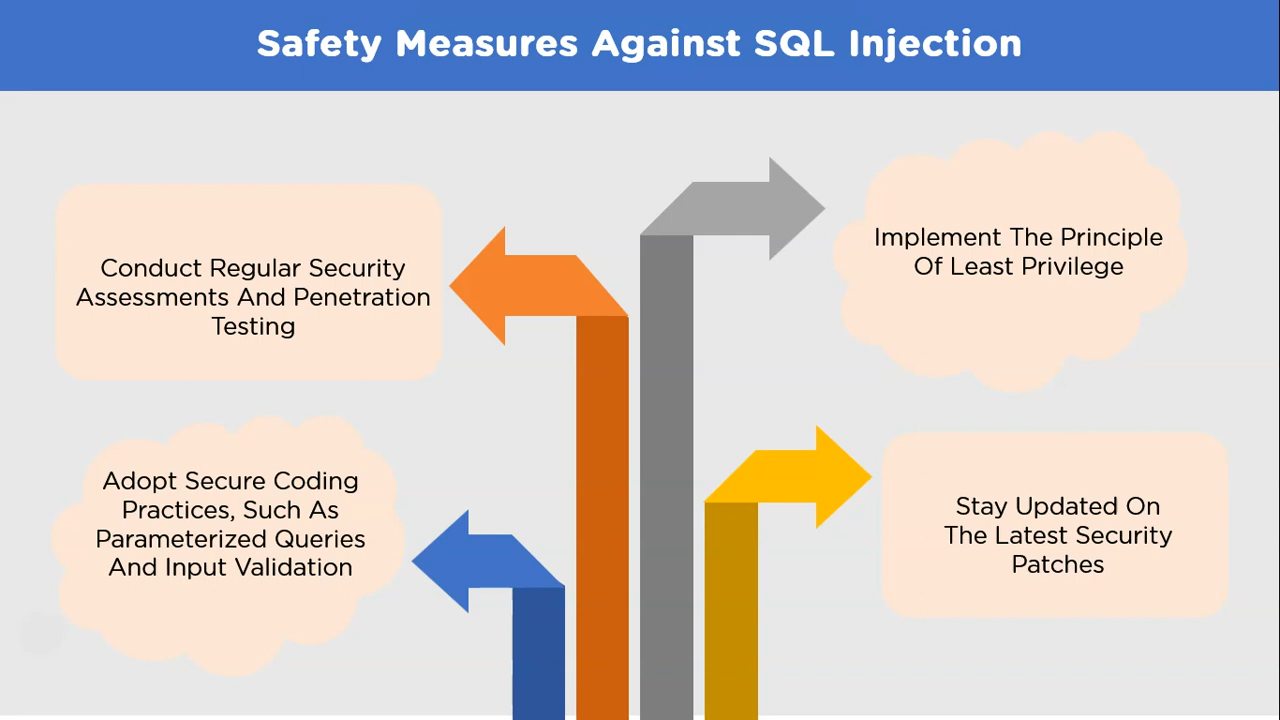 Safety Measures Against SQL Injection
Conduct Regular Security
Assessments And Penetration
Testing
Implement The Principle
Of Least Privilege
Adopt Secure Coding
Practices, Such As
Parameterized Queries
And Input Validation
Stay Updated On
The Latest Security
Patches